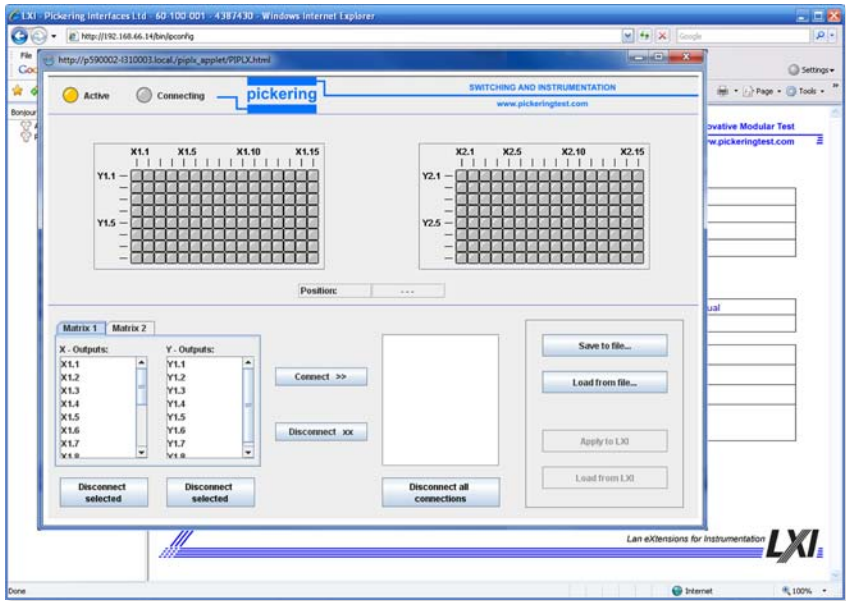 LXI - Pickering Interfaces Ltd - 60-100-001 - 4387430 - Windows Internet Explorer
http://192.168.66.14/bin/ipconfig
Google
File
Goo
Settings
Page
Tools
http://p590002-l310003.local./piplx_applet/PIPLX.html
Bonjour
Active
Connecting
pickering
SWITCHING AND INSTRUMENTATION
www.pickeringtest.com
ovative Modular Test
w.pickeringtest.com
X1.1 X1.5 X1.10 X1.15
X2.1 X2.5 X2.10 X2.15
Y1.1
Y2.1
Y1.5
Y2.5
Position:
---
ual
Matrix 1
Matrix 2
X - Outputs:
Y - Outputs:
X1.1 Y1.1
X1.2 Y1.2
X1.3 Y1.3
X1.4 Y1.4
X1.5 Y1.5
X1.6 Y1.6
X1.7 Y1.7
X1.8 Y1.8
Connect >>
Disconnect xx
Save to file...
Load from file...
Apply to LXI
Load from LXI
Disconnect selected
Disconnect selected
Disconnect all connections
Lan eXtensions for Instrumentation
LXI
Done
Internet
100%